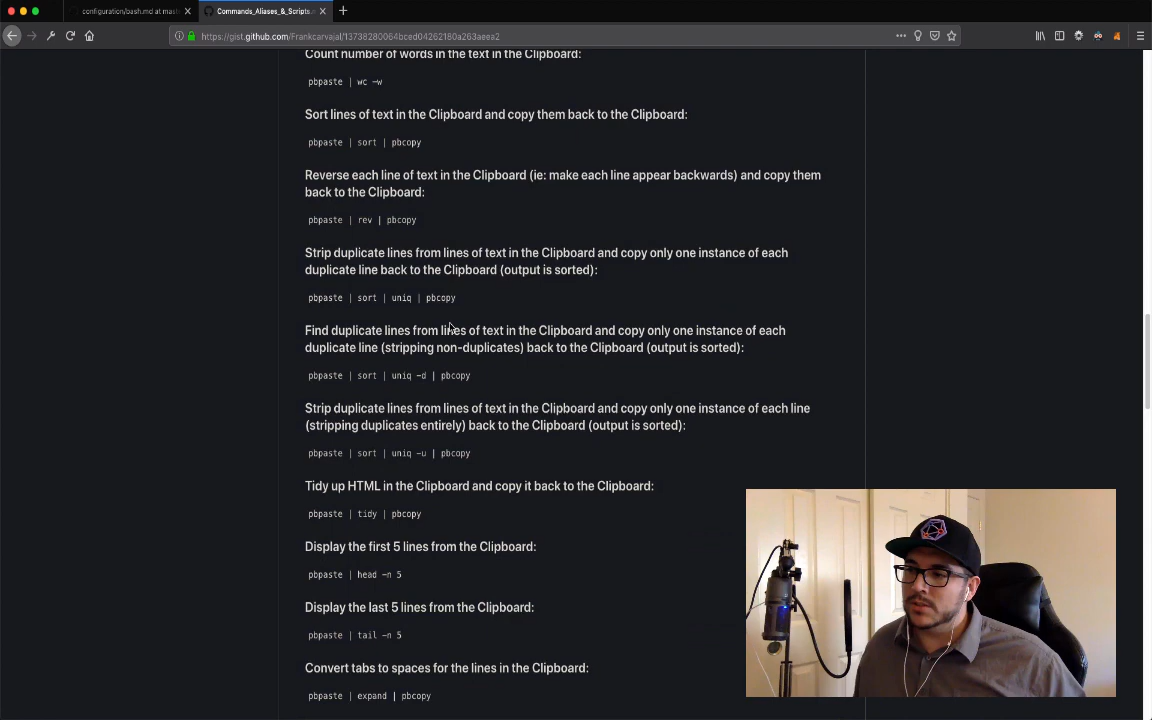 configuration/bash.md at mast
Commands_Aliases_&_Scripts.
https://gist.github.com/Frankcarvajal/13738280064bced04262180a263aeea2
Count number of words in the text in the Clipboard:
pbpaste | wc -w
Sort lines of text in the Clipboard and copy them back to the Clipboard:
pbpaste | sort | pbcopy
Reverse each line of text in the Clipboard (ie: make each line appear backwards) and copy them
back to the Clipboard:
pbpaste | rev | pbcopy
Strip duplicate lines from lines of text in the Clipboard and copy only one instance of each
duplicate line back to the Clipboard (output is sorted):
pbpaste | sort | uniq | pbcopy
Find duplicate lines from lines of text in the Clipboard and copy only one instance of each
duplicate line (stripping non-duplicates) back to the Clipboard (output is sorted):
pbpaste | sort | uniq -d | pbcopy
Strip duplicate lines from lines of text in the Clipboard and copy only one instance of each line
(stripping duplicates entirely) back to the Clipboard (output is sorted):
pbpaste | sort | uniq -u | pbcopy
Tidy up HTML in the Clipboard and copy it back to the Clipboard:
pbpaste | tidy | pbcopy
Display the first 5 lines from the Clipboard:
pbpaste | head -n 5
Display the last 5 lines from the Clipboard:
pbpaste | tail -n 5
Convert tabs to spaces for the lines in the Clipboard:
pbpaste | expand | pbcopy